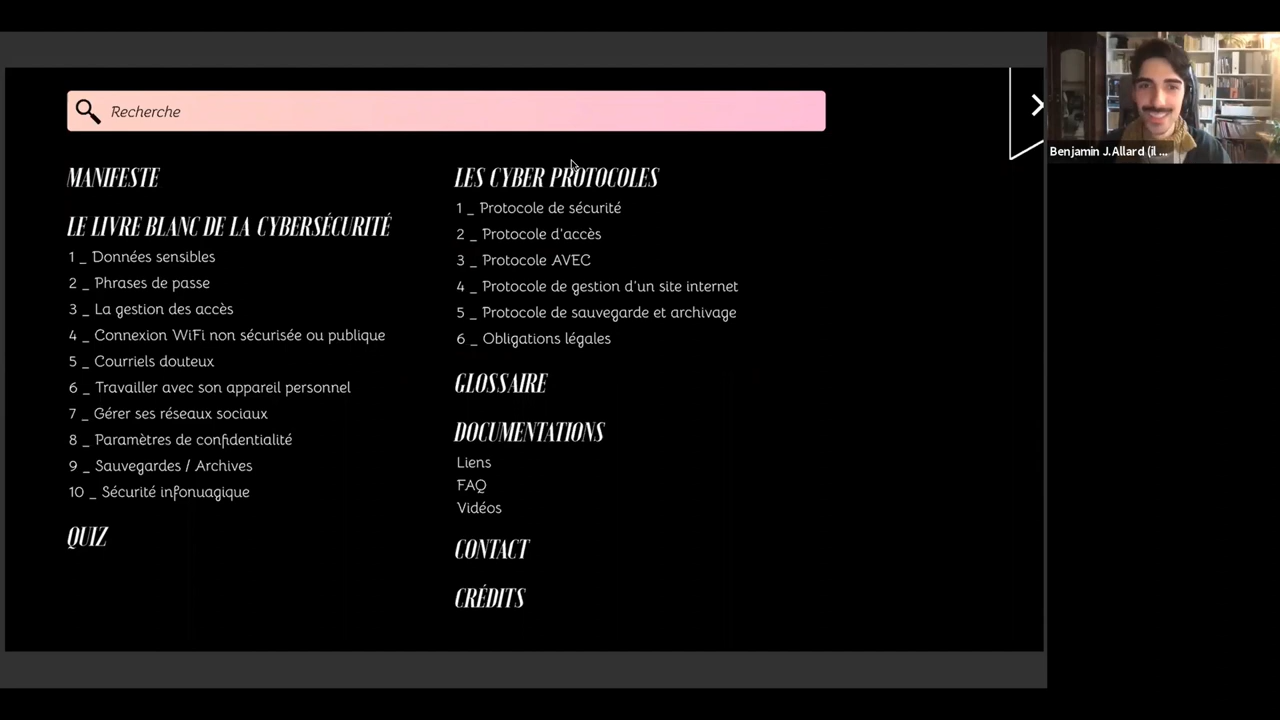 Recherche
MANIFESTE
LE LIVRE BLANC DE LA CYBERSÉCURITÉ
1 _ Données sensibles
2 _ Phrases de passe
3 _ La gestion des accès
4 _ Connexion WiFi non sécurisée ou publique
5 _ Courriels douteux
6 _ Travailler avec son appareil personnel
7 _ Gérer ses réseaux sociaux
8 _ Paramètres de confidentialité
9 _ Sauvegardes / Archives
10 _ Sécurité infonuagique
QUIZ
LES CYBER PROTOCOLES
1 _ Protocole de sécurité
2 _ Protocole d'accès
3 _ Protocole AVEC
4 _ Protocole de gestion d'un site internet
5 _ Protocole de sauvegarde et archivage
6 _ Obligations légales
GLOSSAIRE
DOCUMENTATIONS
Liens
FAQ
Vidéos
CONTACT
CRÉDITS
Benjamin J.Allard (il ...